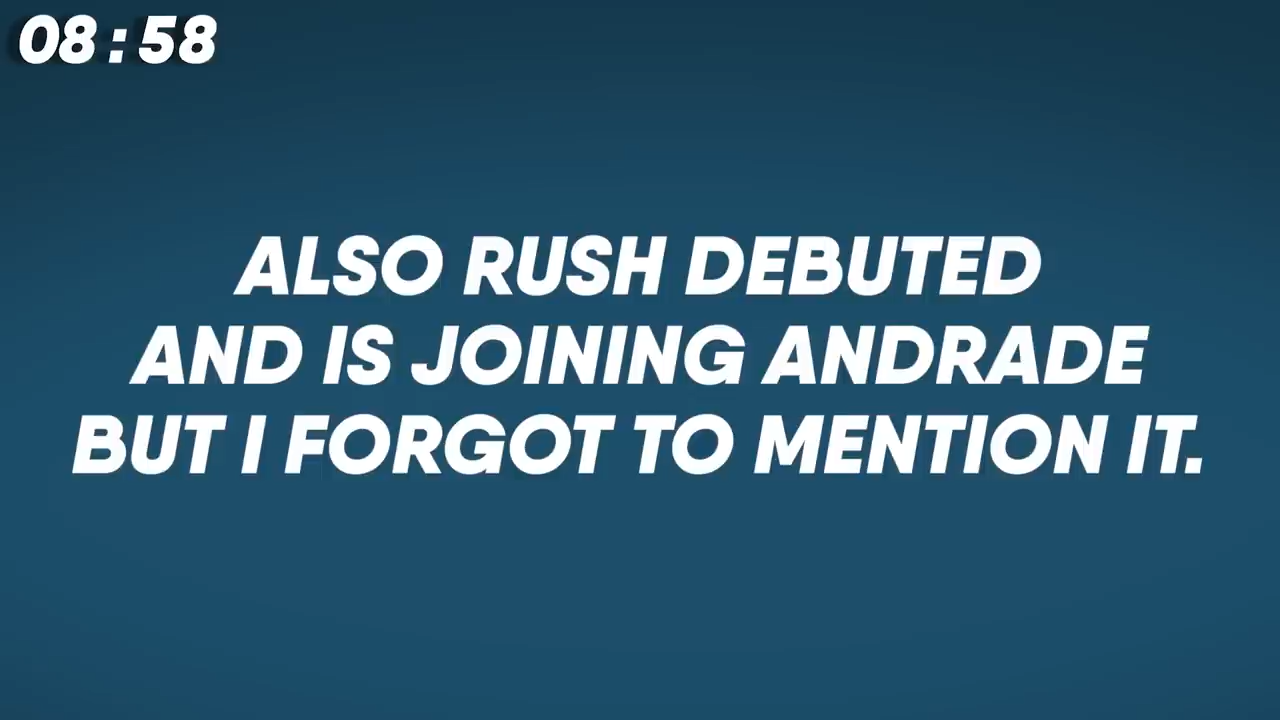 08:58
ALSO RUSH DEBUTED
AND IS JOINING ANDRADE
BUT I FORGOT TO MENTION IT.